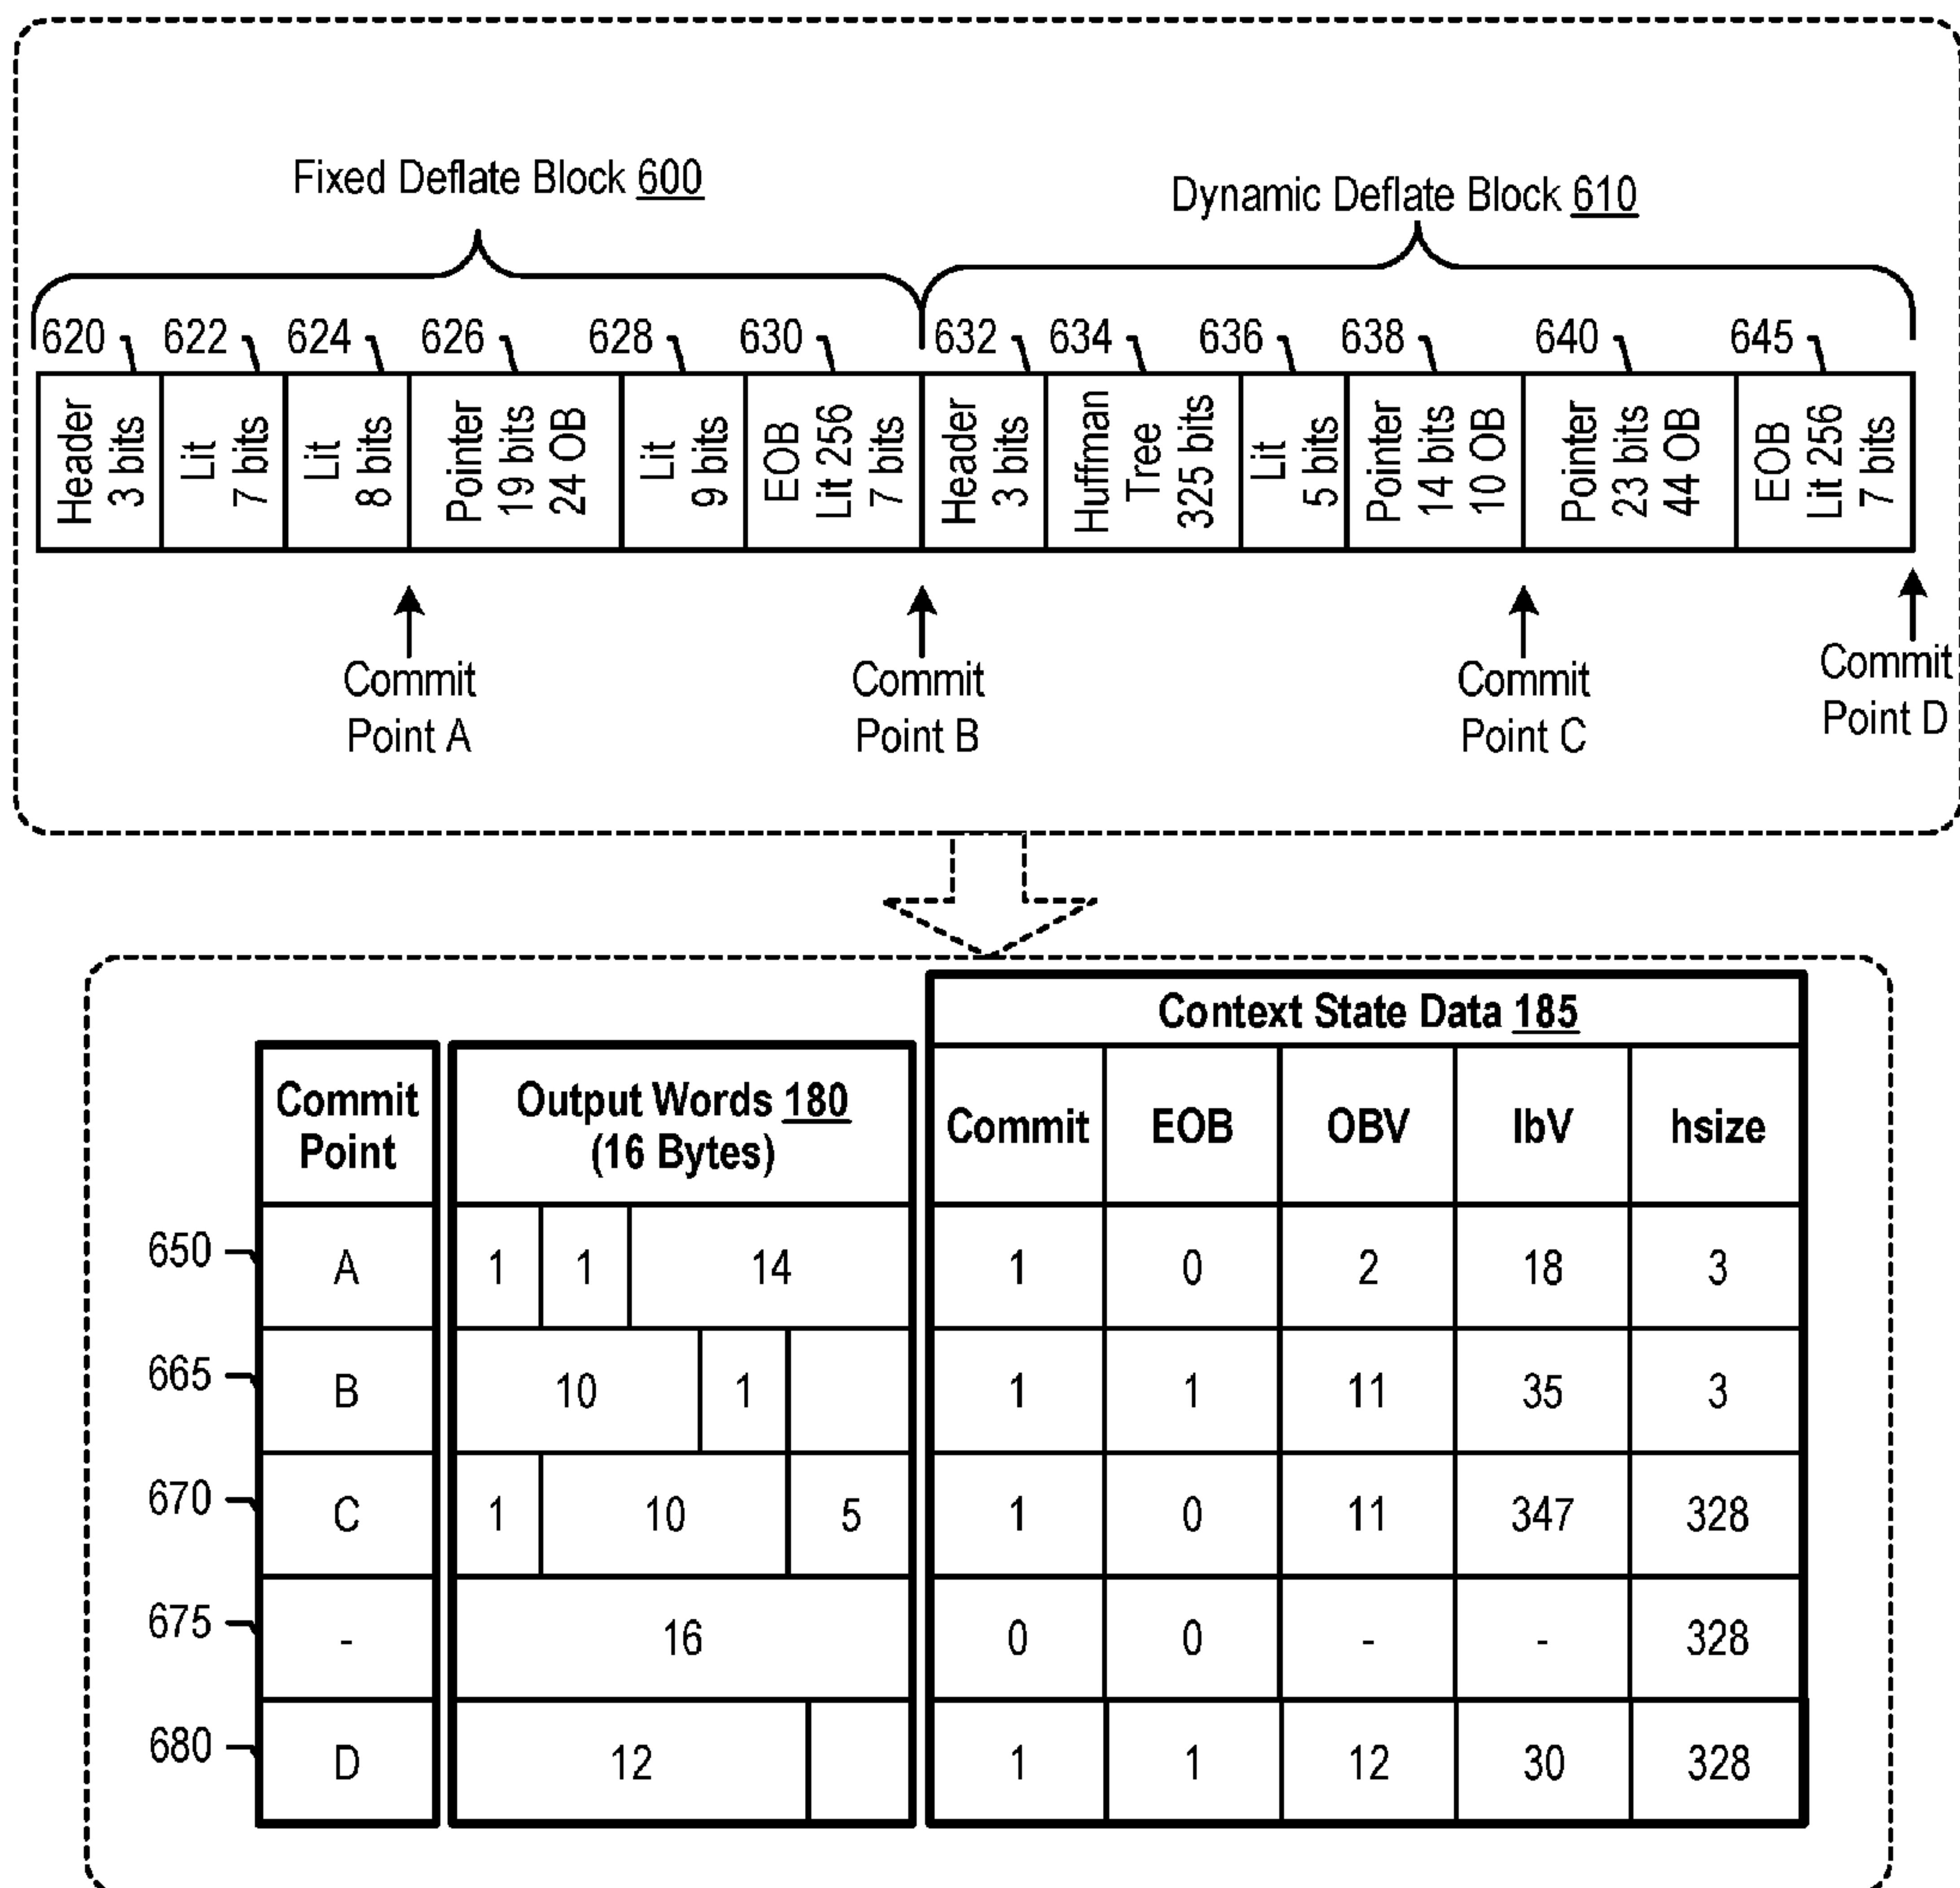 Fixed Deflate Block 600
Dynamic Deflate Block 610
620 622 624 626 628 630 632 634 636 638 640 645
Header
3 bits
Lit
7 bits
Lit
8 bits
Pointer
19 bits
24 OB
Lit
9 bits
EOB
Lit 256
7 bits
Header
3 bits
Huffman
Tree
325 bits
Lit
5 bits
Pointer
14 bits
10 OB
Pointer
23 bits
44 OB
EOB
Lit 256
7 bits
Commit
Point A
Commit
Point B
Commit
Point C
Commit
Point D
Context State Data 185
Commit
Point
Output Words 180
(16 Bytes)
Commit EOB OBV IbV hsize
650 A 1 1 14 1 0 2 18 3
665 B 10 1 1 1 11 35 3
670 C 1 10 5 1 0 11 347 328
675 - 16 0 0 - - 328
680 D 12 1 1 12 30 328